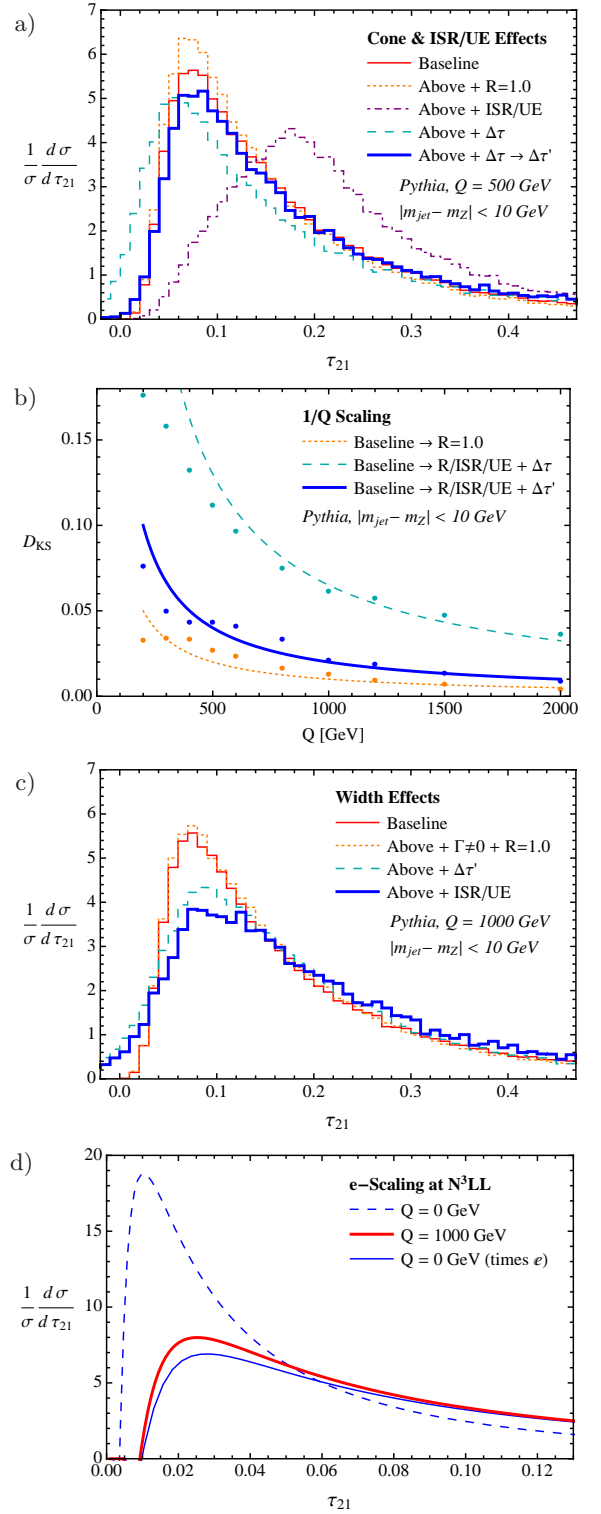 a)
7
6
5
4
3
2
1
0
1/σ dσ/dτ21
Cone & ISR/UE Effects
Baseline
Above + R=1.0
Above + ISR/UE
Above + Δτ
Above + Δτ → Δτ'
Pythia, Q = 500 GeV
|mjet− mZ| < 10 GeV
0.0 0.1 0.2 0.3 0.4
τ21
b)
0.15
0.10
0.05
0.00
DKS
1/Q Scaling
Baseline → R=1.0
Baseline → R/ISR/UE + Δτ
Baseline → R/ISR/UE + Δτ'
Pythia, |mjet− mZ| < 10 GeV
0 500 1000 1500 2000
Q [GeV]
c)
7
6
5
4
3
2
1
0
1/σ dσ/dτ21
Width Effects
Baseline
Above + Γ≠0 + R=1.0
Above + Δτ'
Above + ISR/UE
Pythia, Q = 1000 GeV
|mjet− mZ| < 10 GeV
0.0 0.1 0.2 0.3 0.4
τ21
d)
20
15
10
5
0
1/σ dσ/dτ21
e−Scaling at N³LL
Q = 0 GeV
Q = 1000 GeV
Q = 0 GeV (times e)
0.00 0.02 0.04 0.06 0.08 0.10 0.12
τ21